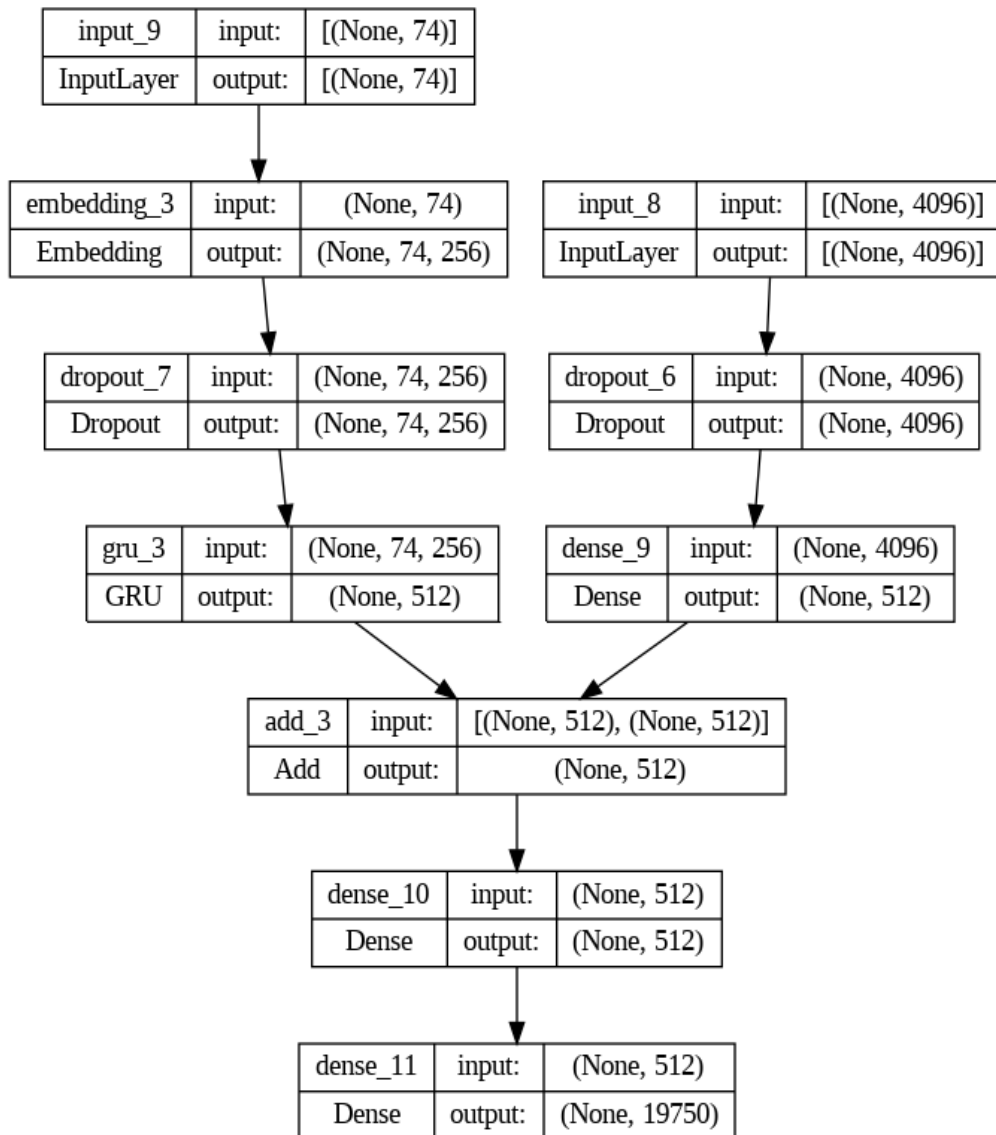 input_9 input: [(None, 74)]
InputLayer output: [(None, 74)]
embedding_3 input: (None, 74)
Embedding output: (None, 74, 256)
input_8 input: [(None, 4096)]
InputLayer output: [(None, 4096)]
dropout_7 input: (None, 74, 256)
Dropout output: (None, 74, 256)
dropout_6 input: (None, 4096)
Dropout output: (None, 4096)
gru_3 input: (None, 74, 256)
GRU output: (None, 512)
dense_9 input: (None, 4096)
Dense output: (None, 512)
add_3 input: [(None, 512), (None, 512)]
Add output: (None, 512)
dense_10 input: (None, 512)
Dense output: (None, 512)
dense_11 input: (None, 512)
Dense output: (None, 19750)